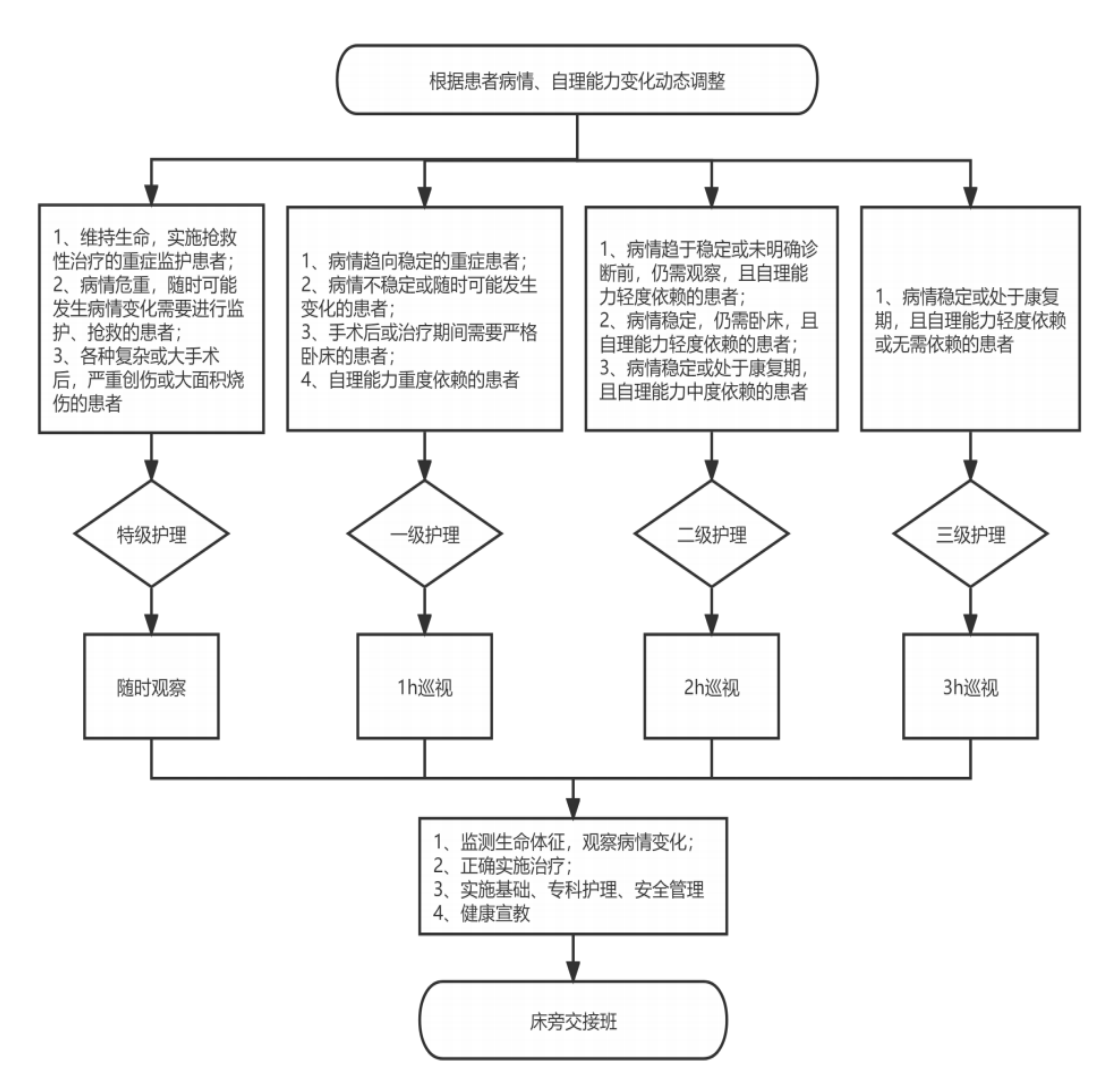 根据患者病情、自理能力变化动态调整
1、维持生命，实施抢救
性治疗的重症监护患者；
2、病情危重，随时可能
发生病情变化需要进行监
护、抢救的患者；
3、各种复杂或大手术
后，严重创伤或大面积烧
伤的患者
1、病情趋向稳定的重症患者；
2、病情不稳定或随时可能发生
变化的患者；
3、手术后或治疗期间需要严格
卧床的患者；
4、自理能力重度依赖的患者
1、病情趋于稳定或未明确诊
断前，仍需观察，且自理能
力轻度依赖的患者；
2、病情稳定，仍需卧床，且
自理能力轻度依赖的患者；
3、病情稳定或处于康复期，
且自理能力中度依赖的患者
1、病情稳定或处于康复
期，且自理能力轻度依赖
或无需依赖的患者
特级护理
一级护理
二级护理
三级护理
随时观察
1h巡视
2h巡视
3h巡视
1、监测生命体征，观察病情变化；
2、正确实施治疗；
3、实施基础、专科护理、安全管理
4、健康宣教
床旁交接班